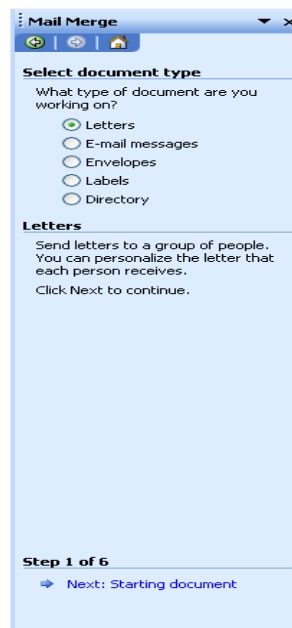 Mail Merge
Select document type
What type of document are you
working on?
Letters
E-mail messages
Envelopes
Labels
Directory
Letters
Send letters to a group of people.
You can personalize the letter that
each person receives.
Click Next to continue.
Step 1 of 6
Next: Starting document